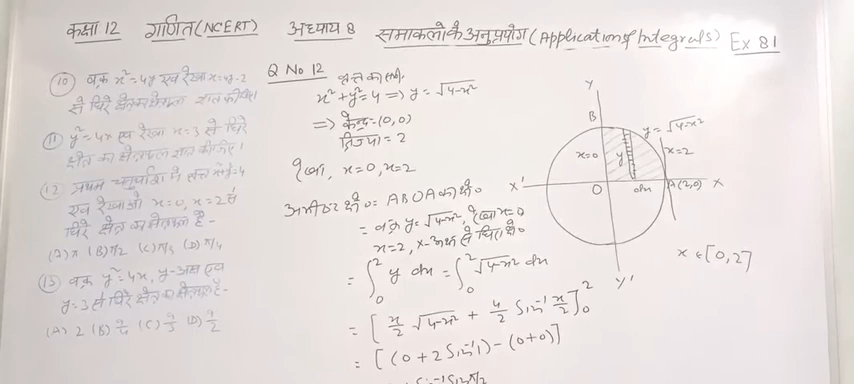 कक्षा 12 गणित (NCERT) अध्याय 8 समाकलों के अनुप्रयोग (Application of Integrals) Ex 8.1
(10) वक्र x²=4y एवं रेखा x=4y-2
से घिरे क्षेत्र का क्षेत्रफल ज्ञात कीजिए।
(11) y²=4x एवं रेखा x=3 से घिरे
क्षेत्र का क्षेत्रफल ज्ञात कीजिए।
(12) प्रथम चतुर्थांश में वृत्त x²+y²=4
एवं रेखाओं x=0, x=2 से
घिरे क्षेत्र का क्षेत्रफल है-
(A) π (B) π/2 (C) π/3 (D) π/4
(13) वक्र y²=4x, y-अक्ष एवं
y=3 से घिरे क्षेत्र का क्षेत्रफल है-
(A) 2 (B) 9/4 (C) 9/3 (D) 9/2
Q No 12
वृत्त का समी.
x²+y²=4 ⇒ y=√4-x²
⇒ केन्द्र=(0,0)
त्रिज्या=2
रेखा, x=0, x=2
अभीष्ट क्षे॰= ABOA का क्षे॰
= वक्र y=√4-x², रेखा x=0
x=2, x-अक्ष से घिरा क्षे॰
= ∫₀² y dx = ∫₀² √4-x² dx
= [x/2 √4-x² + 4/2 Sin⁻¹ x/2]₀²
= [(0+2Sin⁻¹1)-(0+0)]
Sin⁻¹Sinπ/2
Y
B
y=√4-x²
x=0
y
x=2
X'
O
dx
A(2,0)
X
Y'
x ∈ [0,2]